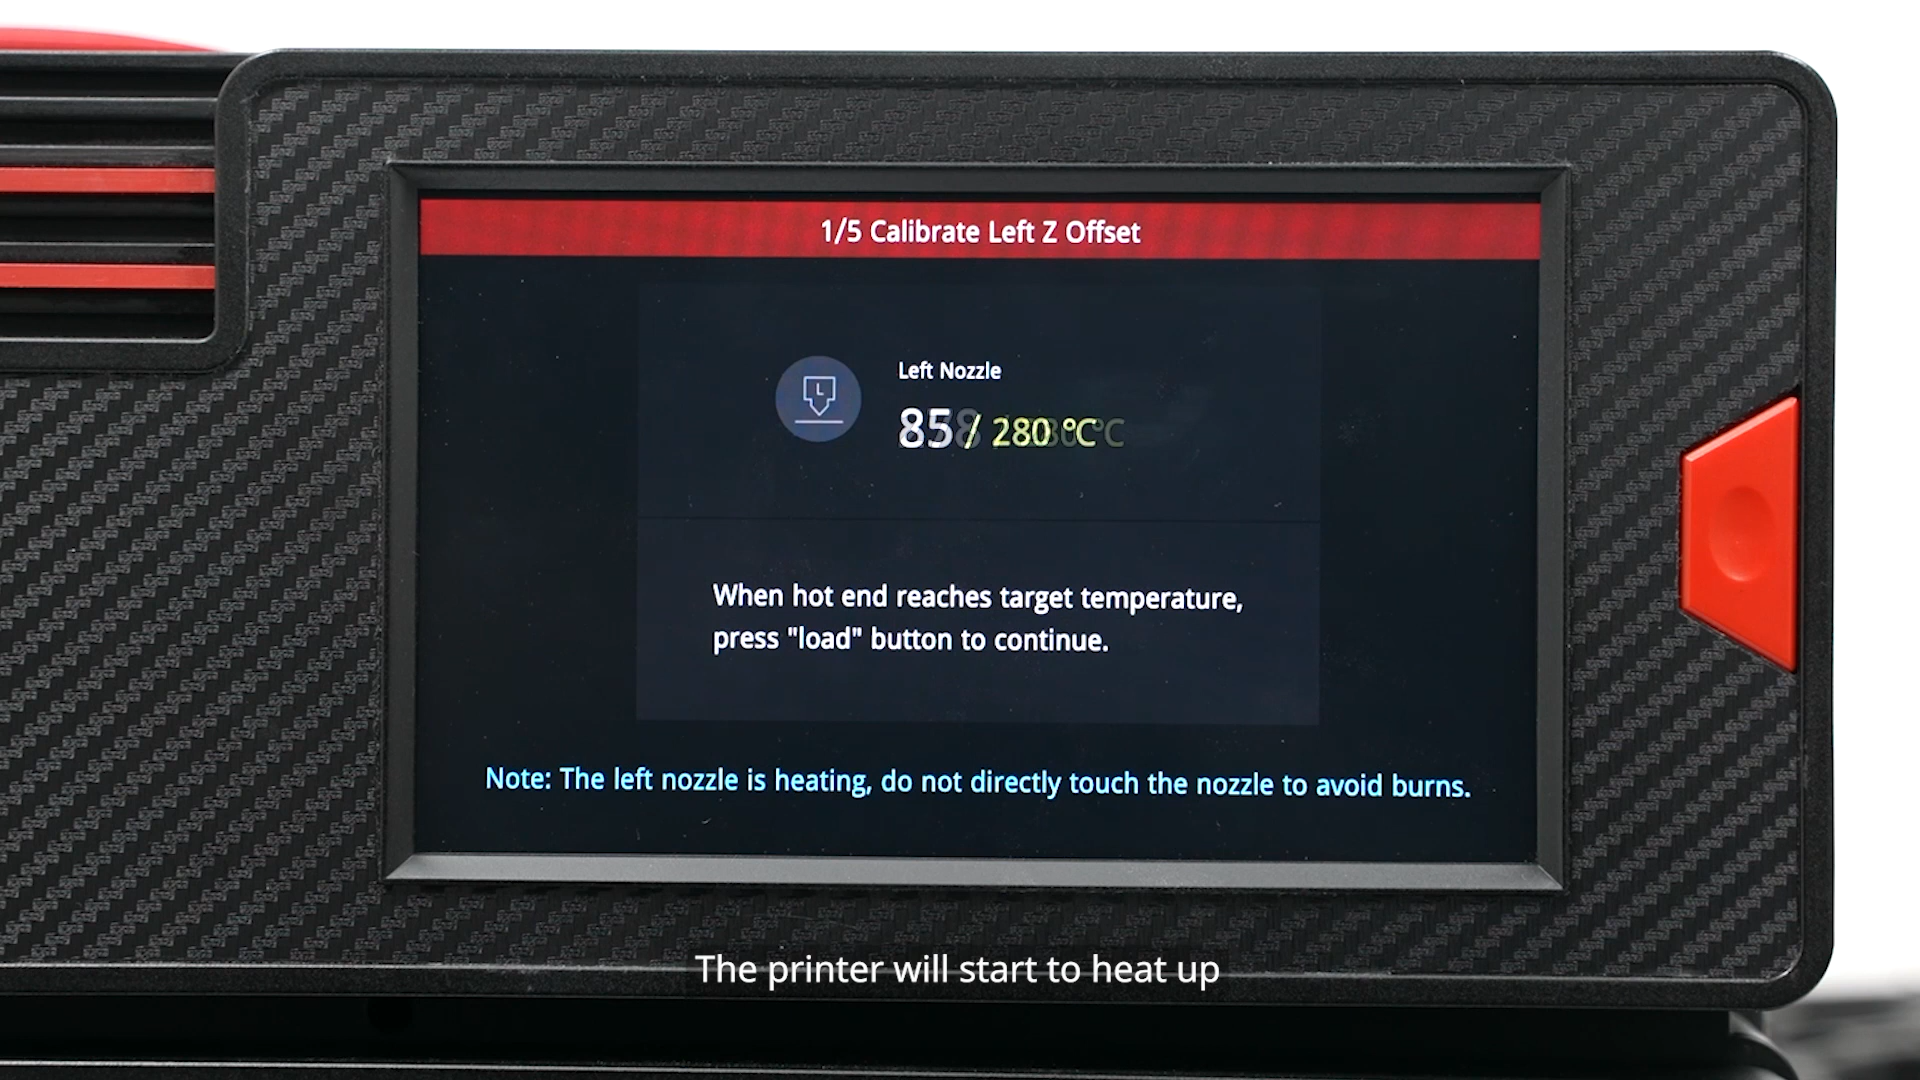 1/5 Calibrate Left Z Offset
L
Left Nozzle
85 / 280 °C
When hot end reaches target temperature,
press "load" button to continue.
Note: The left nozzle is heating, do not directly touch the nozzle to avoid burns.
The printer will start to heat up